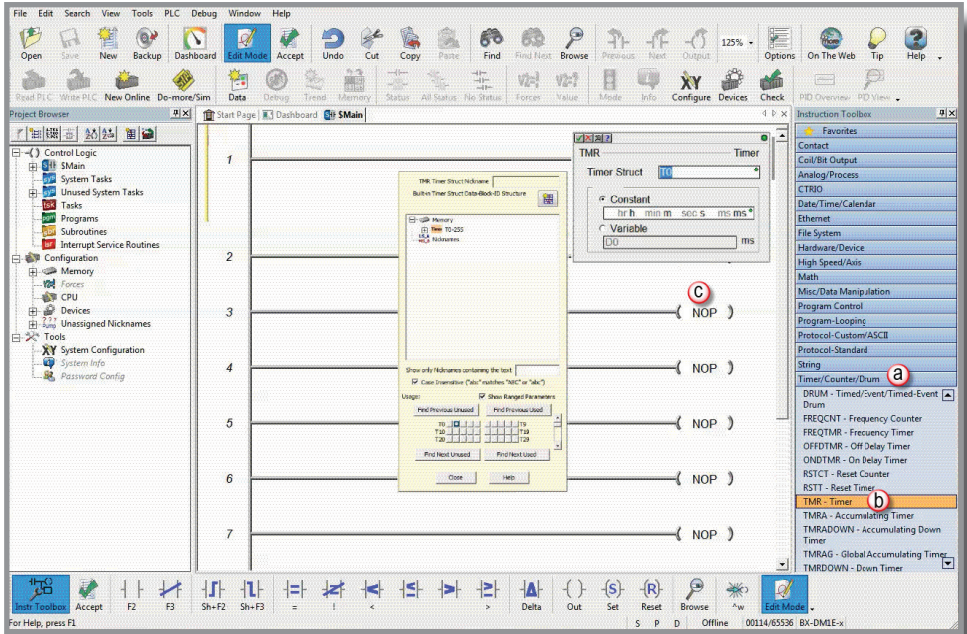 File Edit Search View Tools PLC Debug Window Help
Open Save New Backup Dashboard Edit Mode Accept Undo Cut Copy Paste Find Find Next Browse Previous Next Output 125% Options On The Web Tip Help
Read PLC Write PLC New Online Do-more/Sim Data Debug Trend Memory Status All Status No Status Forces Value Mode Info Configure Devices Check PID Overview PID View
Project Browser
Start Page Dashboard $Main
Instruction Toolbox
Control Logic
$Main
System Tasks
Unused System Tasks
Tasks
Programs
Subroutines
Interrupt Service Routines
Configuration
Memory
Forces
CPU
Devices
Unassigned Nicknames
Tools
System Configuration
System Info
Password Config
1
2
3
4
5
6
7
TMR Timer Struct Nickname
Built-in Timer Struct Data-Block-ID Structure
Memory
T0-255
Nicknames
Show only Nicknames containing the text
Case Insensitive ("abc" matches "ABC" or "abc")
Usage: Show Ranged Parameters
Find Previous Unused Find Previous Used
T0 T9
T10 T19
T20 T29
Find Next Unused Find Next Used
Close Help
TMR Timer
Timer Struct T0
Constant
hr h min m sec s ms ms
Variable
D0 ms
C
NOP
NOP
NOP
NOP
NOP
Favorites
Contact
Coil/Bit Output
Analog/Process
CTRIO
Date/Time/Calendar
Ethernet
File System
Hardware/Device
High Speed/Axis
Math
Misc/Data Manipulation
Program Control
Program-Looping
Protocol-Custom/ASCII
Protocol-Standard
String
Timer/Counter/Drum a
DRUM - Timed/Event/Timed-Event
Drum
FREQCNT - Frequency Counter
FREQTMR - Frequency Timer
OFFDTMR - Off Delay Timer
ONDTMR - On Delay Timer
RSTCT - Reset Counter
RSTT - Reset Timer
TMR - Timer b
TMRA - Accumulating Timer
TMRADOWN - Accumulating Down
Timer
TMRAG - Global Accumulating Timer
TMRDOWN - Down Timer
Instr Toolbox Accept F2 F3 Sh+F2 Sh+F3 = ! < > Delta Out Set Reset Browse ^w Edit Mode
For Help, press F1
S P D Offline 00114/65536 BX-DM1E-x